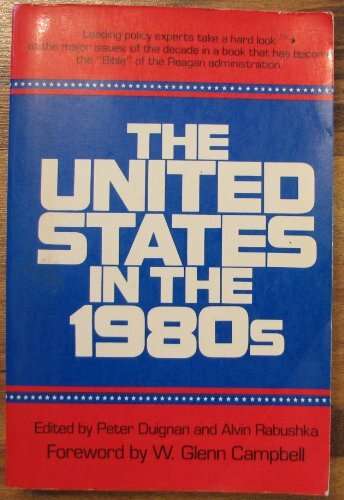 Leading policy experts take a hard look
at the major issues of the decade in a book that has become
the "Bible" of the Reagan administration.
THE
UNITED
STATES
IN THE
1980s
Edited by Peter Duignan and Alvin Rabushka
Foreword by W. Glenn Campbell